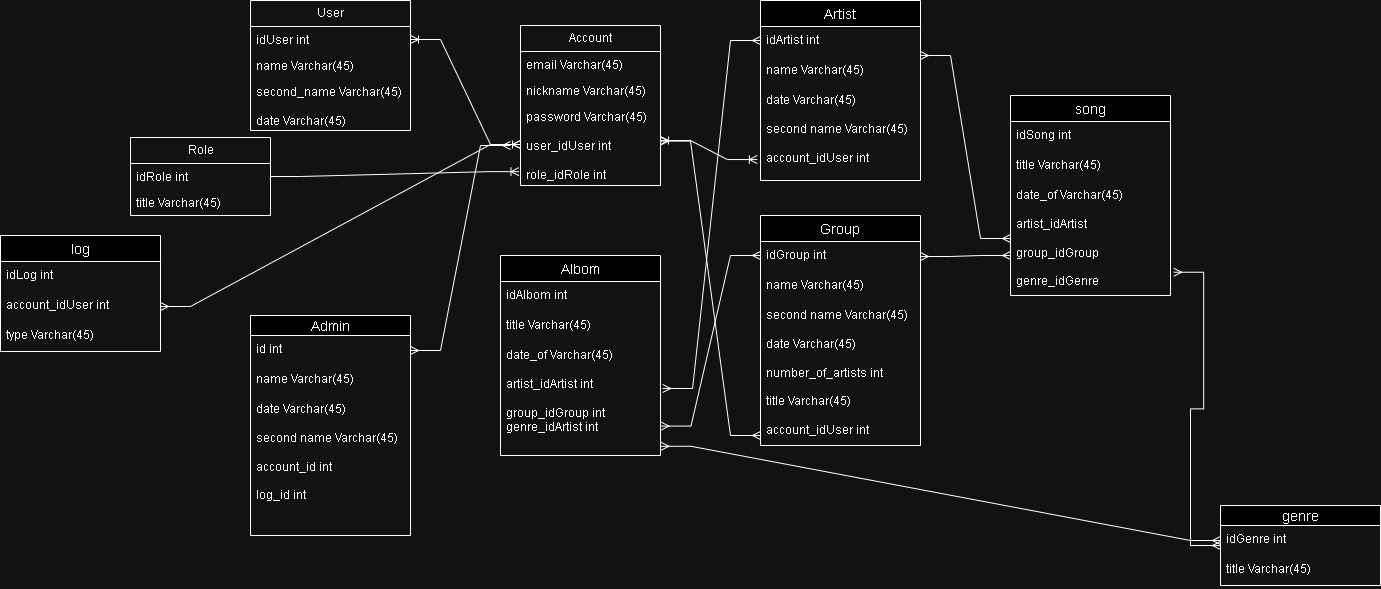 User
idUser int
name Varchar(45)
second_name Varchar(45)
date Varchar(45)
Role
idRole int
title Varchar(45)
log
idLog int
account_idUser int
type Varchar(45)
Admin
id int
name Varchar(45)
date Varchar(45)
second name Varchar(45)
account_id int
log_id int
Account
email Varchar(45)
nickname Varchar(45)
password Varchar(45)
user_idUser int
role_idRole int
Albom
idAlbom int
title Varchar(45)
date_of Varchar(45)
artist_idArtist int
group_idGroup int
genre_idArtist int
Artist
idArtist int
name Varchar(45)
date Varchar(45)
second name Varchar(45)
account_idUser int
Group
idGroup int
name Varchar(45)
second name Varchar(45)
date Varchar(45)
number_of_artists int
title Varchar(45)
account_idUser int
song
idSong int
title Varchar(45)
date_of Varchar(45)
artist_idArtist
group_idGroup
genre_idGenre
genre
idGenre int
title Varchar(45)